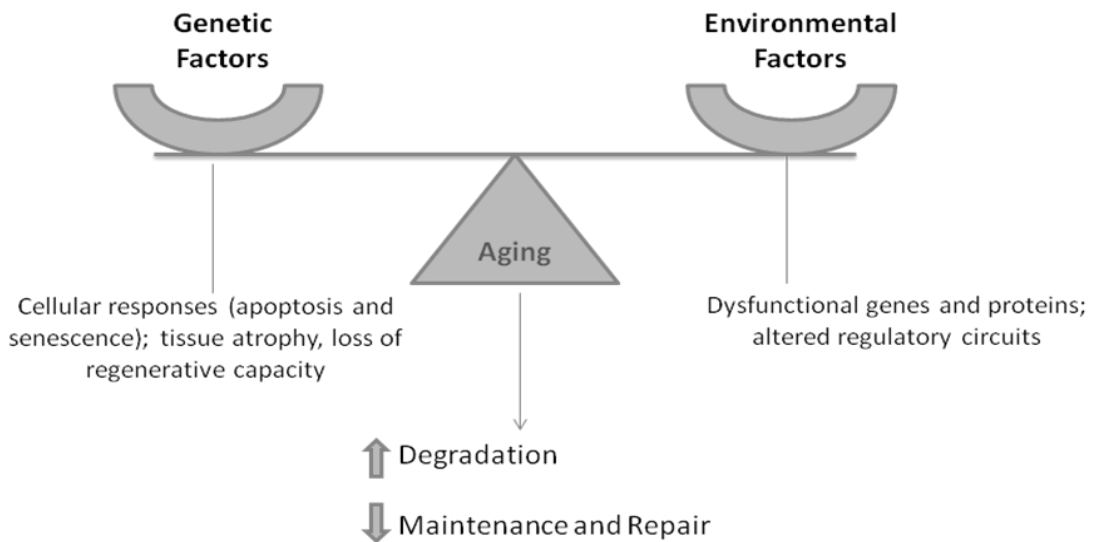 Genetic
Factors
Environmental
Factors
Aging
Cellular responses (apoptosis and
senescence); tissue atrophy, loss of
regenerative capacity
Dysfunctional genes and proteins;
altered regulatory circuits
Degradation
Maintenance and Repair